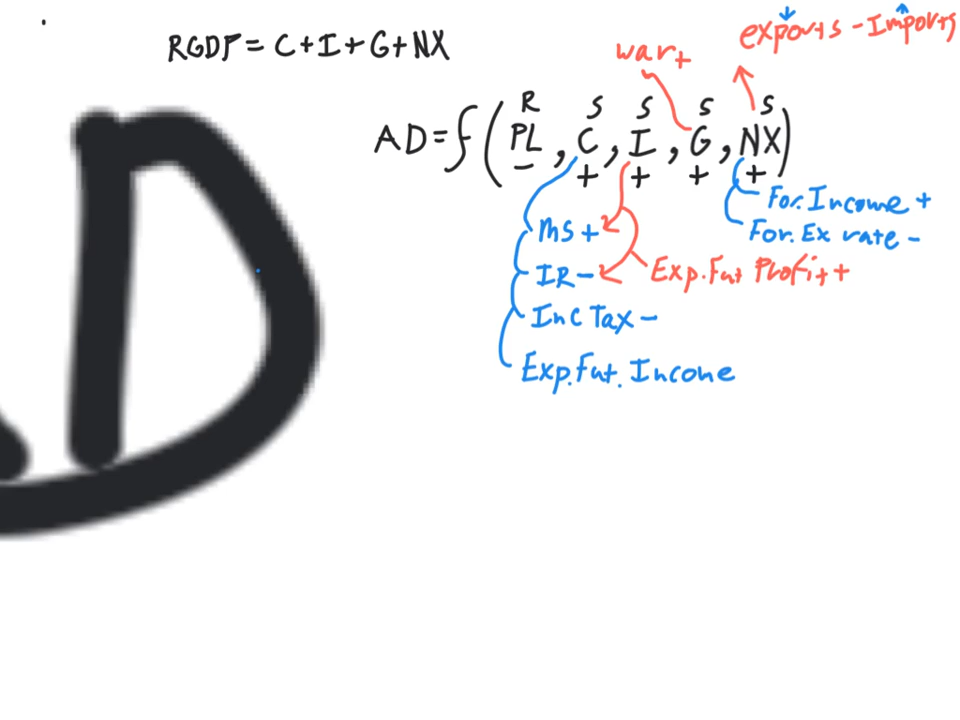 exports - Imports
RGDP = C+I+G+NX
war+
R S S S S
AD = f ( PL , C , I , G , NX )
- + + + +
For. Income +
MS +
For. Ex rate -
IR -
Exp. Fut Profit +
Inc Tax -
Exp. Fut. Income
D